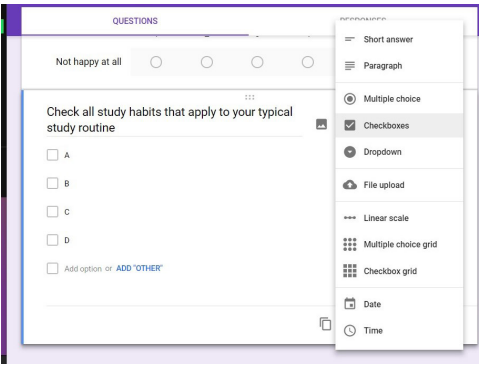 QUESTIONS
Not happy at all
Check all study habits that apply to your typical
study routine
A
B
C
D
Add option or ADD "OTHER"
Short answer
Paragraph
Multiple choice
Checkboxes
Dropdown
File upload
Linear scale
Multiple choice grid
Checkbox grid
Date
Time